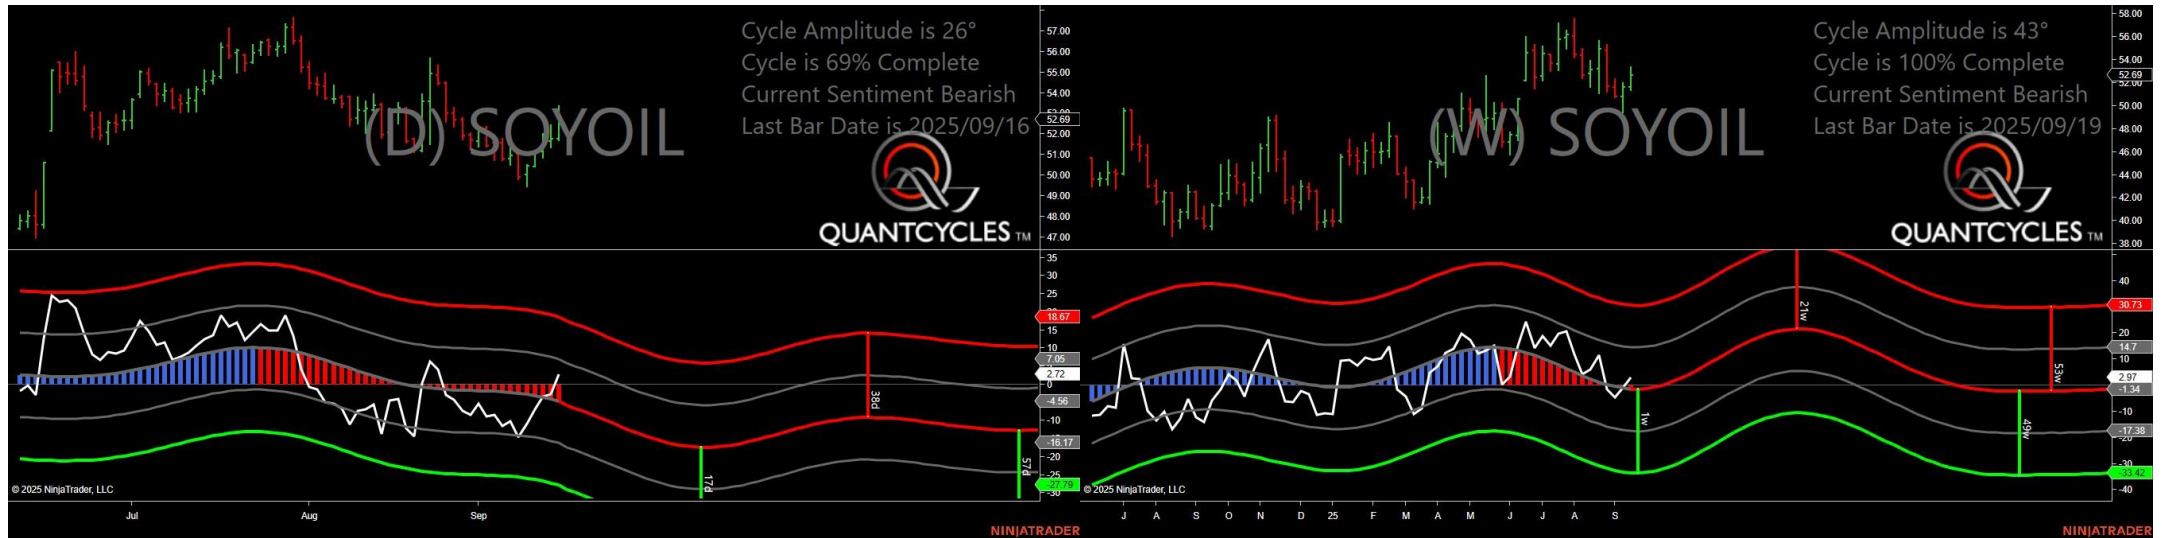 Cycle Amplitude is 26°
Cycle is 69% Complete
Current Sentiment Bearish
Last Bar Date is 2025/09/16
(D) SOYOIL
QUANTCYCLES TM
57.00
56.00
55.00
54.00
53.00
52.69
52.00
51.00
50.00
49.00
48.00
47.00
35
30
25
18.67
15
10
7.05
2.72
0
-4.56
-10
-16.17
-20
-25
-27.79
-30
17d
38d
57d
© 2025 NinjaTrader, LLC
Jul
Aug
Sep
NINJATRADER
Cycle Amplitude is 43°
Cycle is 100% Complete
Current Sentiment Bearish
Last Bar Date is 2025/09/19
(W) SOYOIL
QUANTCYCLES TM
58.00
56.00
54.00
52.69
52.00
50.00
48.00
46.00
44.00
42.00
40.00
38.00
40
30.73
20
14.7
10
2.97
-1.34
-10
-17.38
-20
-30
-33.42
-40
1w
21w
49w
53w
© 2025 NinjaTrader, LLC
J
A
S
O
N
D
25
F
M
A
M
J
J
A
S
NINJATRADER